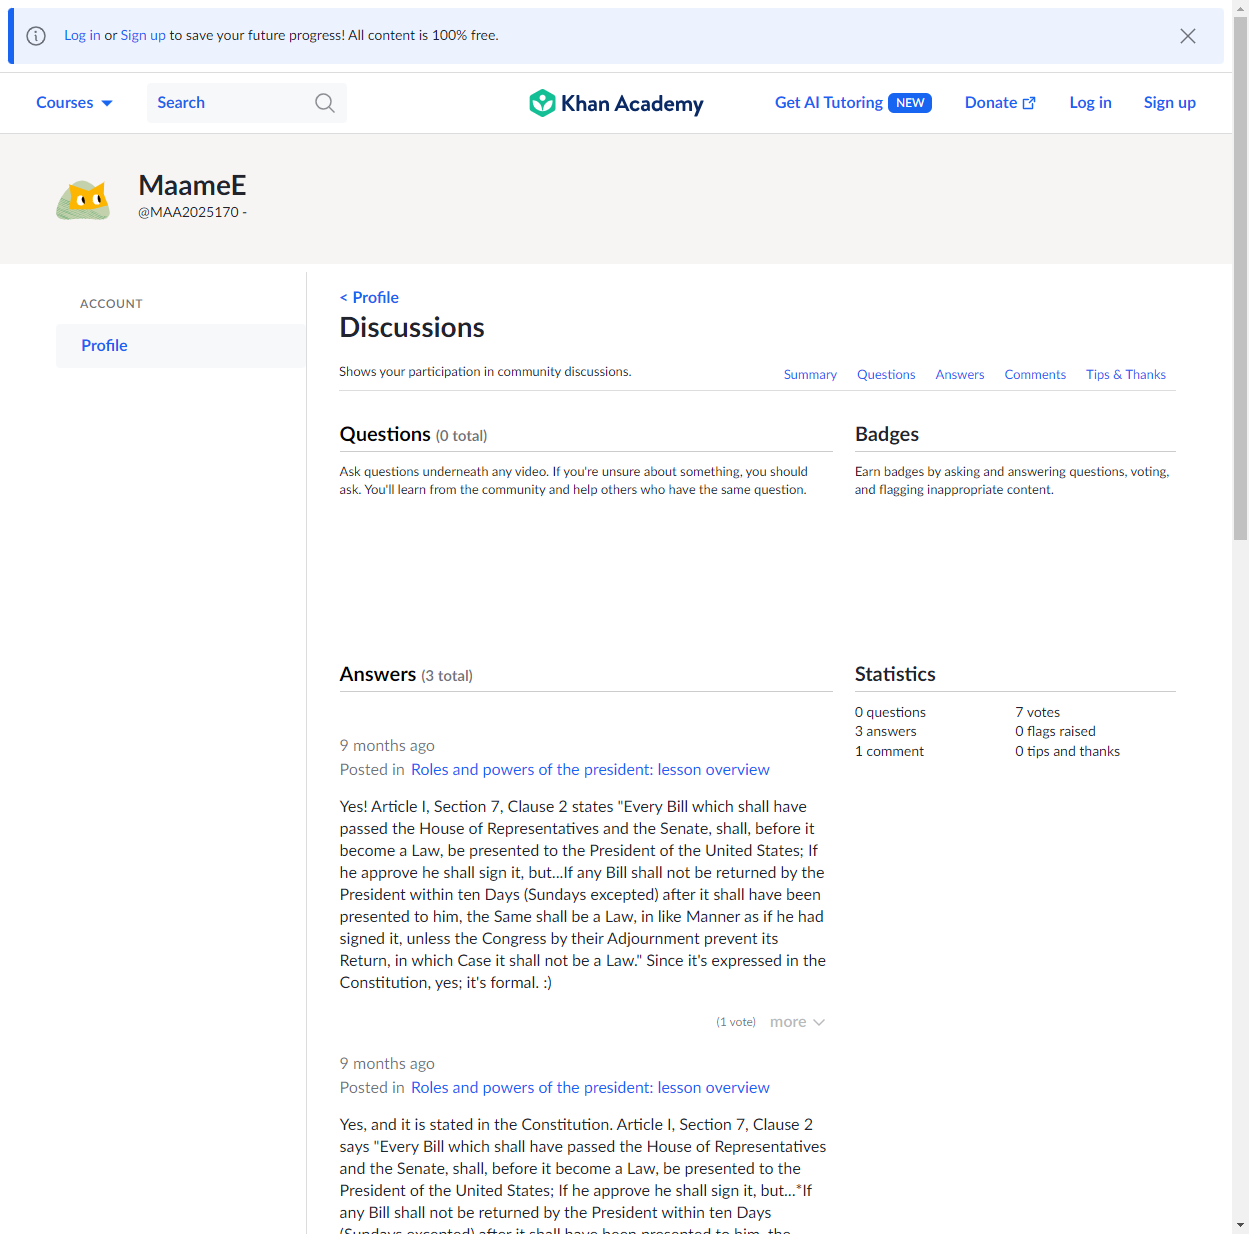 Log in or Sign up to save your future progress! All content is 100% free.
Courses
Search
Khan Academy
Get AI Tutoring NEW
Donate
Log in
Sign up
MaameE
@MAA2025170 -
ACCOUNT
Profile
< Profile
Discussions
Shows your participation in community discussions.
Summary
Questions
Answers
Comments
Tips & Thanks
Questions (0 total)
Ask questions underneath any video. If you're unsure about something, you should
ask. You'll learn from the community and help others who have the same question.
Badges
Earn badges by asking and answering questions, voting,
and flagging inappropriate content.
Answers (3 total)
9 months ago
Posted in Roles and powers of the president: lesson overview
Yes! Article I, Section 7, Clause 2 states "Every Bill which shall have
passed the House of Representatives and the Senate, shall, before it
become a Law, be presented to the President of the United States; If
he approve he shall sign it, but...If any Bill shall not be returned by the
President within ten Days (Sundays excepted) after it shall have been
presented to him, the Same shall be a Law, in like Manner as if he had
signed it, unless the Congress by their Adjournment prevent its
Return, in which Case it shall not be a Law." Since it's expressed in the
Constitution, yes; it's formal. :)
(1 vote) more
Statistics
0 questions
7 votes
3 answers
0 flags raised
1 comment
0 tips and thanks
9 months ago
Posted in Roles and powers of the president: lesson overview
Yes, and it is stated in the Constitution. Article I, Section 7, Clause 2
says "Every Bill which shall have passed the House of Representatives
and the Senate, shall, before it become a Law, be presented to the
President of the United States; If he approve he shall sign it, but...*If
any Bill shall not be returned by the President within ten Days
(Sundays excepted) after it shall have been presented to him, the